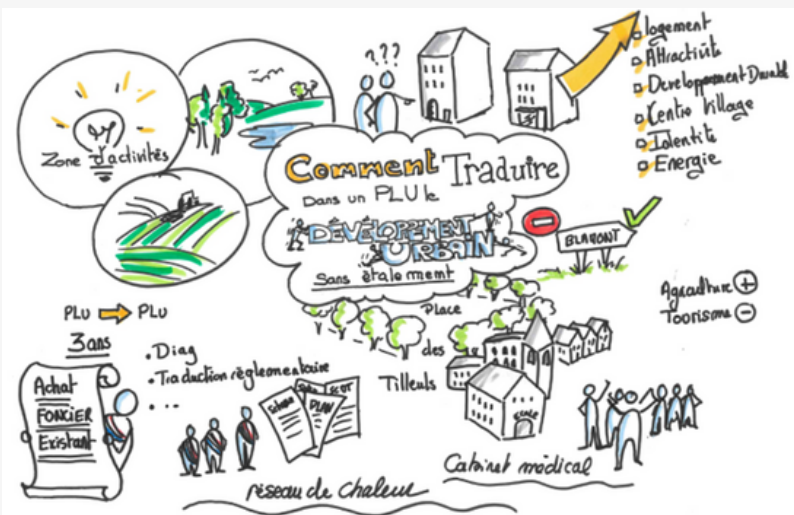 Zone d'activités
???
logement
Attractivité
Développement Durable
Centre Village
Identité
Energie
Comment Traduire
Dans un PLU le
DÉVELOPPEMENT
URBAIN
Sans étalement
BLAMONT
Agriculture +
Tourisme -
PLU PLU
3 ans
Achat
FONCIER
Existant
• Diag
• Traduction règlementaire
• ...
Place
des
Tilleuls
SCOT
PLAN
réseau de chaleur
Cabinet médical